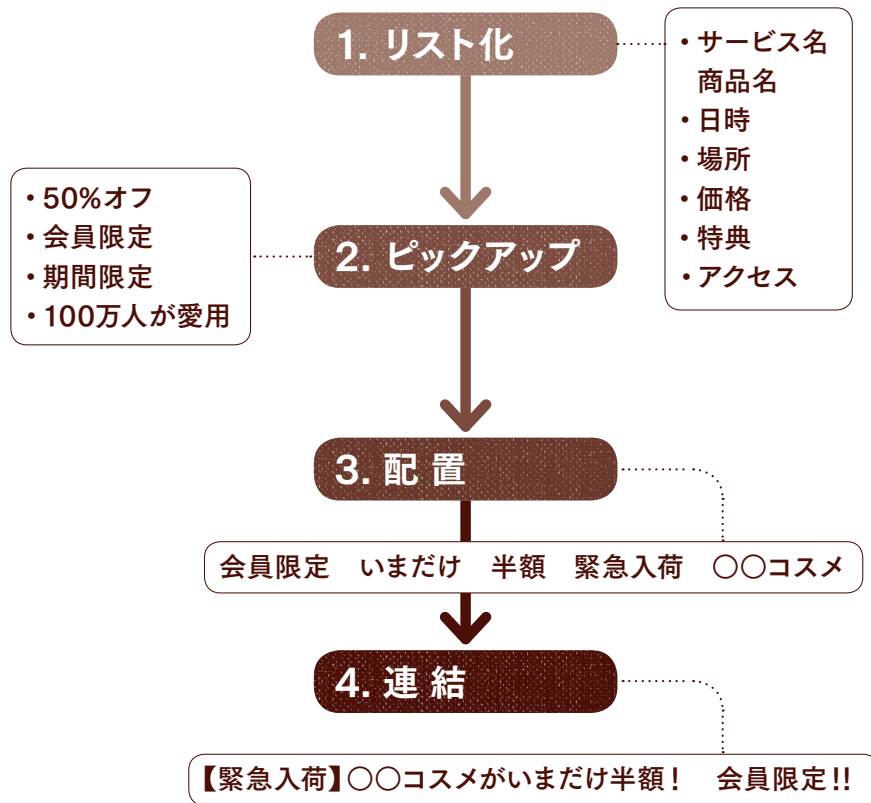 1. リスト化
・サービス名
商品名
・日時
・場所
・価格
・特典
・アクセス
2. ピックアップ
・50%オフ
・会員限定
・期間限定
・100万人が愛用
3. 配置
会員限定　いまだけ　半額　緊急入荷　○○コスメ
4. 連結
【緊急入荷】○○コスメがいまだけ半額！　会員限定!!